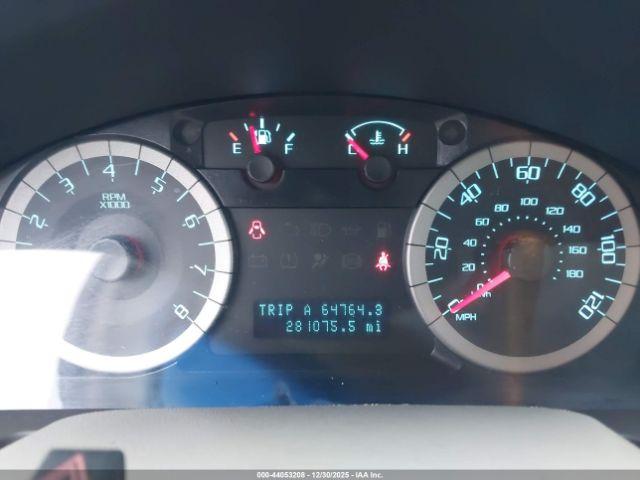 E F
C H
RPM
X1000
2 3 4 5 6 7 8
0 20 40 60 80 100 120
0 20 40 60 80 100 120 140 160 180
km/h
MPH
TRIP A 64764.3
281075.5 mi
000-44053208 - 12/30/2025 - IAA Inc.